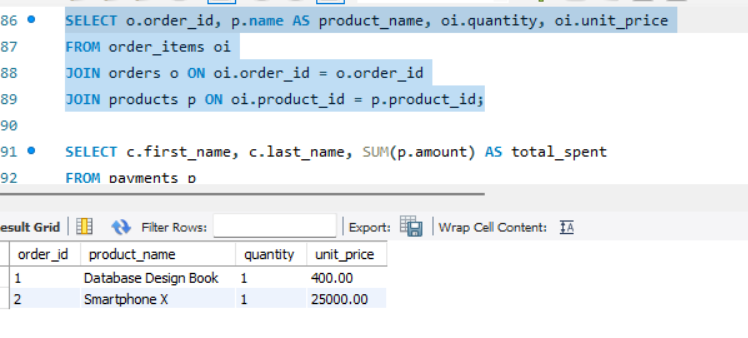 86 SELECT o.order_id, p.name AS product_name, oi.quantity, oi.unit_price
87 FROM order_items oi
88 JOIN orders o ON oi.order_id = o.order_id
89 JOIN products p ON oi.product_id = p.product_id;
90
91 SELECT c.first_name, c.last_name, SUM(p.amount) AS total_spent
92 FROM payments p
esult Grid Filter Rows: Export: Wrap Cell Content: IA
order_id product_name quantity unit_price
1 Database Design Book 1 400.00
2 Smartphone X 1 25000.00